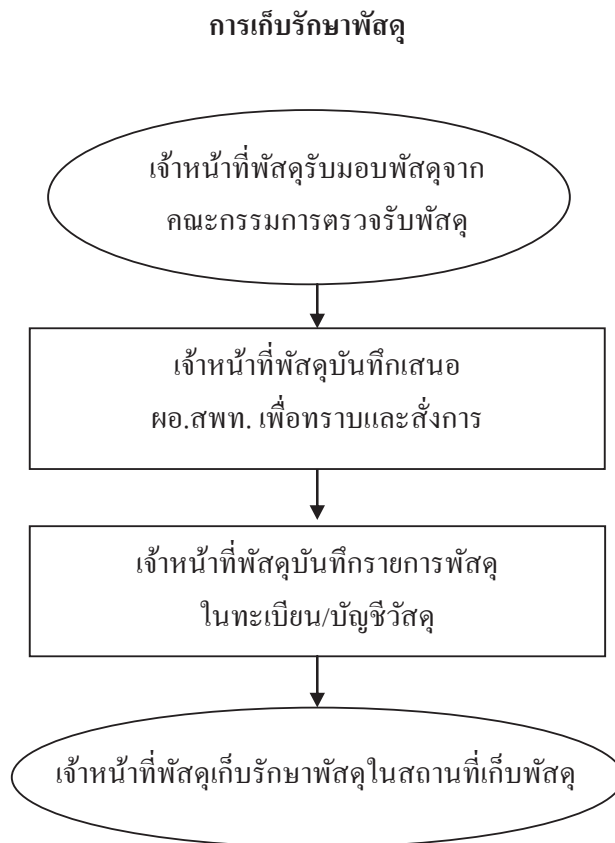 การเก็บรักษาพัสดุ
เจ้าหน้าที่พัสดุรับมอบพัสดุจาก
คณะกรรมการตรวจรับพัสดุ
เจ้าหน้าที่พัสดุบันทึกเสนอ
ผอ.สพท. เพื่อทราบและสั่งการ
เจ้าหน้าที่พัสดุบันทึกรายการพัสดุ
ในทะเบียน/บัญชีวัสดุ
เจ้าหน้าที่พัสดุเก็บรักษาพัสดุในสถานที่เก็บพัสดุ